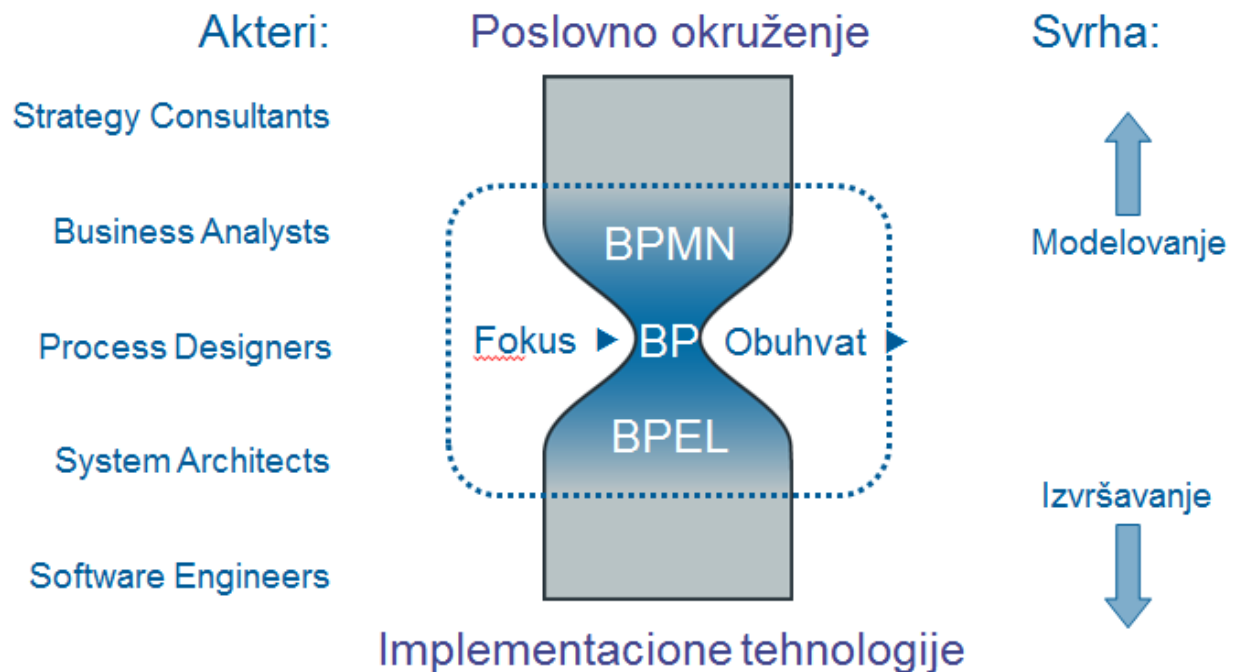 Akteri:
Poslovno okruženje
Svrha:
Strategy Consultants
Business Analysts
BPMN
Modelovanje
Process Designers
Fokus
BP
Obuhvat
System Architects
BPEL
Izvršavanje
Software Engineers
Implementacione tehnologije